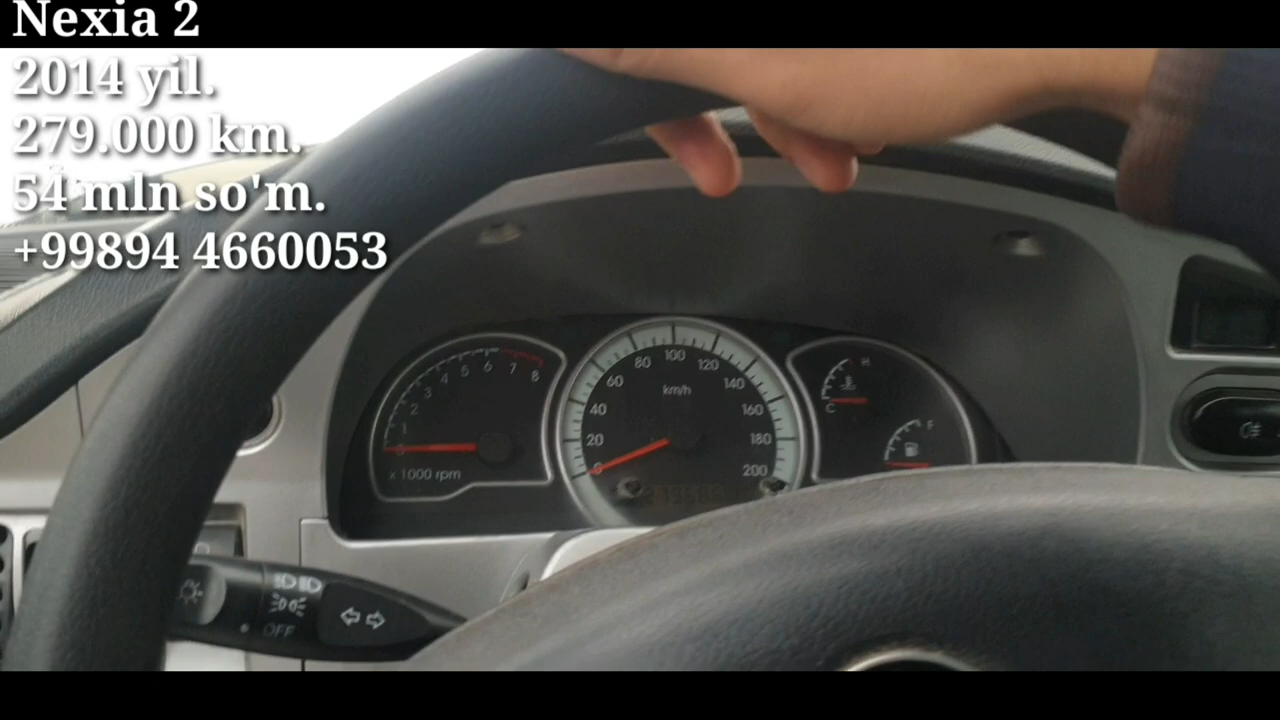 Nexia 2
2014 yil.
279.000 km.
54 mln so'm.
+99894 4660053
0 1 2 3 4 5 6 7 8
x 1000 rpm
0 20 40 60 80 100 120 140 160 180 200
km/h
H
C
F
OFF